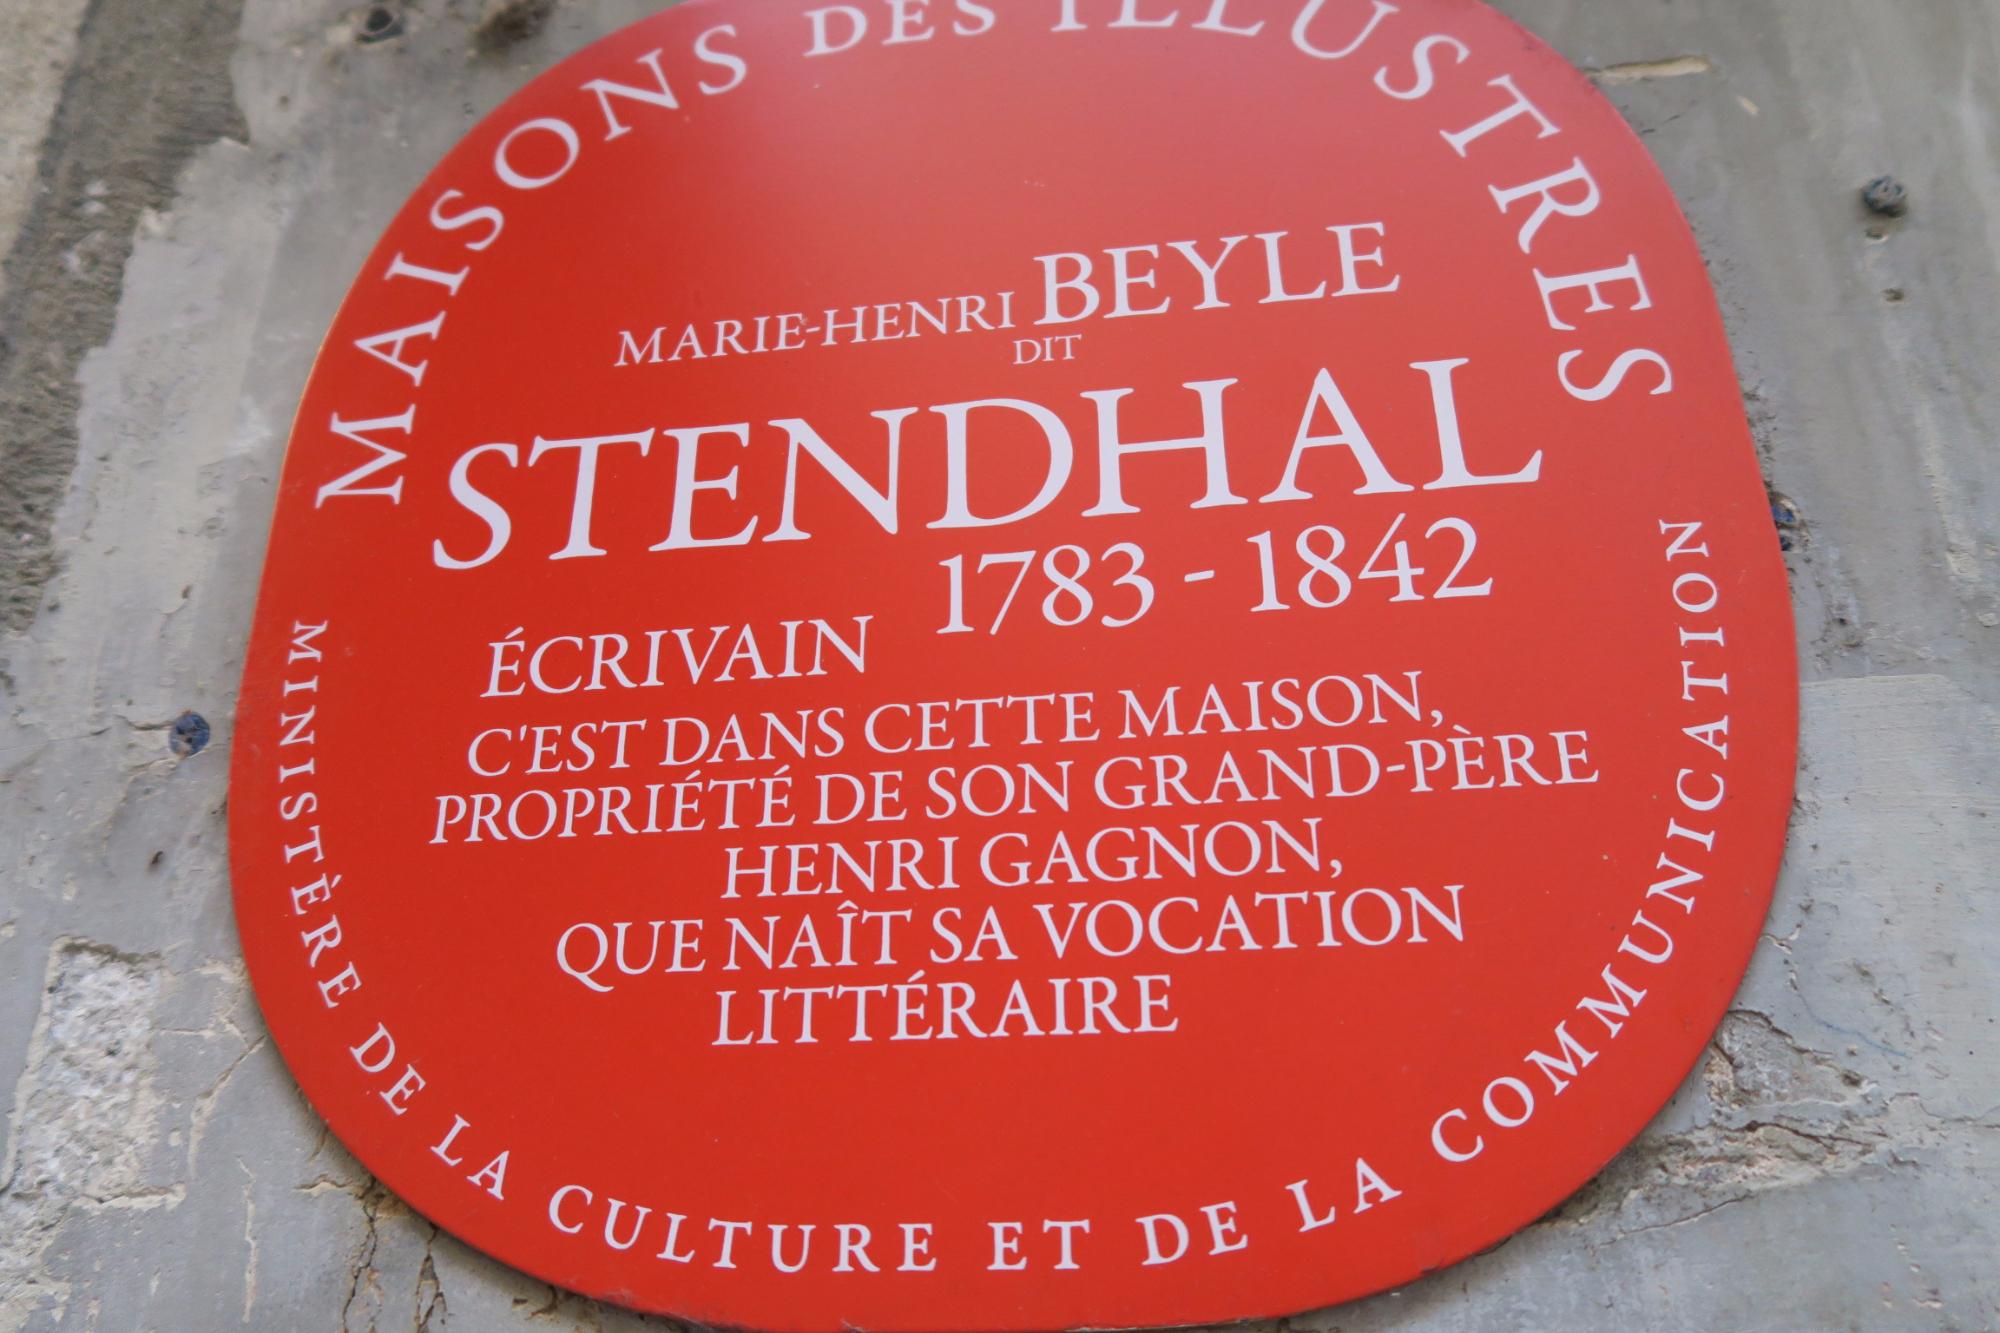 MAISONS DES ILLUSTRES
MARIE-HENRI BEYLE
DIT
STENDHAL
1783 - 1842
ÉCRIVAIN
C'EST DANS CETTE MAISON,
PROPRIÉTÉ DE SON GRAND-PÈRE
HENRI GAGNON,
QUE NAÎT SA VOCATION
LITTÉRAIRE
MINISTÈRE DE LA CULTURE ET DE LA COMMUNICATION